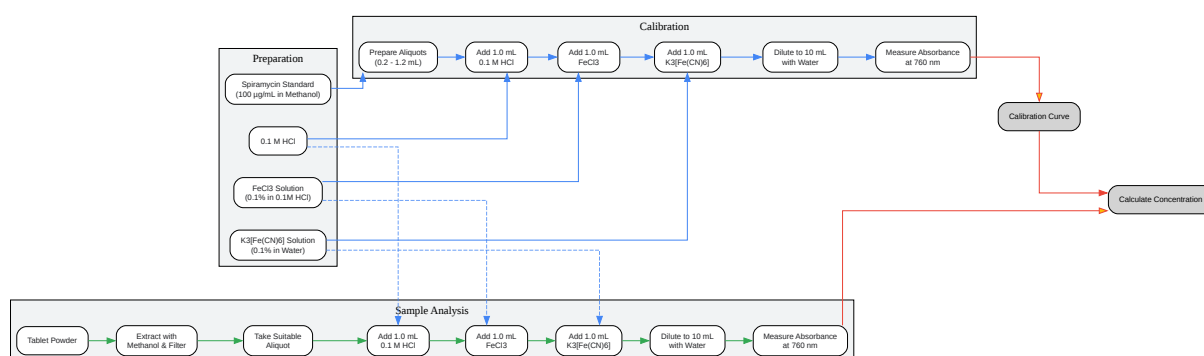 Calibration
Prepare Aliquots
(0.2 - 1.2 mL)
Add 1.0 mL
0.1 M HCl
Add 1.0 mL
FeCl3
Add 1.0 mL
K3[Fe(CN)6]
Dilute to 10 mL
with Water
Measure Absorbance
at 760 nm
Preparation
Spiramycin Standard
(100 µg/mL in Methanol)
0.1 M HCl
FeCl3 Solution
(0.1% in 0.1M HCl)
K3[Fe(CN)6] Solution
(0.1% in Water)
Calibration Curve
Calculate Concentration
Sample Analysis
Tablet Powder
Extract with
Methanol & Filter
Take Suitable
Aliquot
Add 1.0 mL
0.1 M HCl
Add 1.0 mL
FeCl3
Add 1.0 mL
K3[Fe(CN)6]
Dilute to 10 mL
with Water
Measure Absorbance
at 760 nm